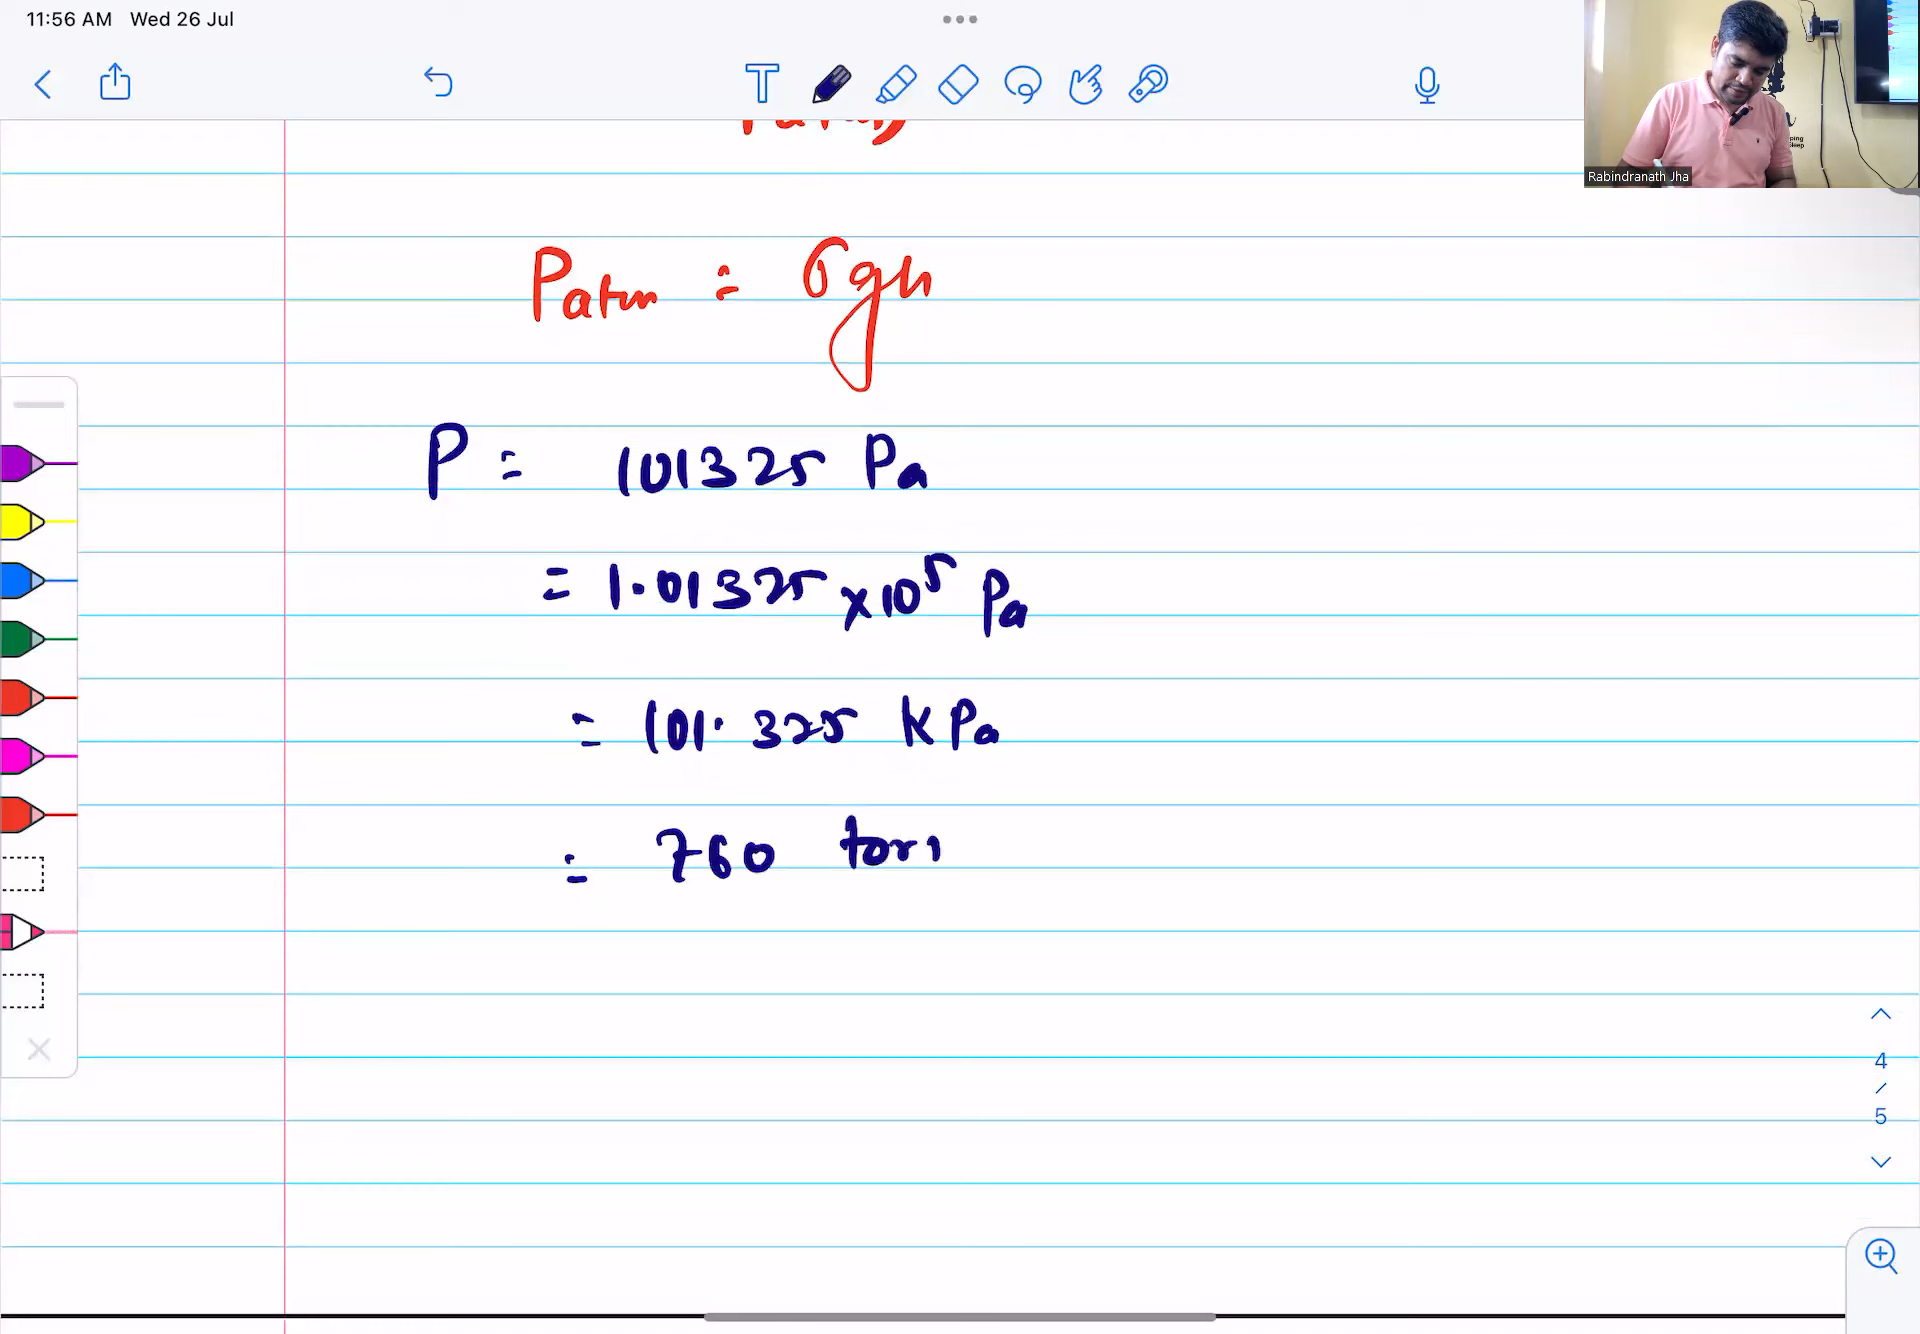 11:56 AM Wed 26 Jul
T
Rabindranath Jha
Patm = σgh
P = 101325 Pa
= 1.01325 ×10⁵ Pa
= 101.325 kPa
= 760 torr
4
/
5